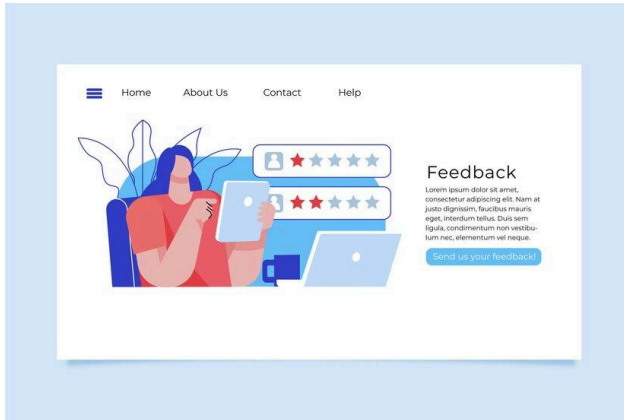 Home About Us Contact Help
Feedback
Lorem ipsum dolor sit amet,
consectetur adipiscing elit. Nam at
justo dignissim, faucibus mauris
eget, interdum tellus. Duis sem
ligula, condimentum non vestibu-
lum nec, elementum vel neque.
Send us your feedback!